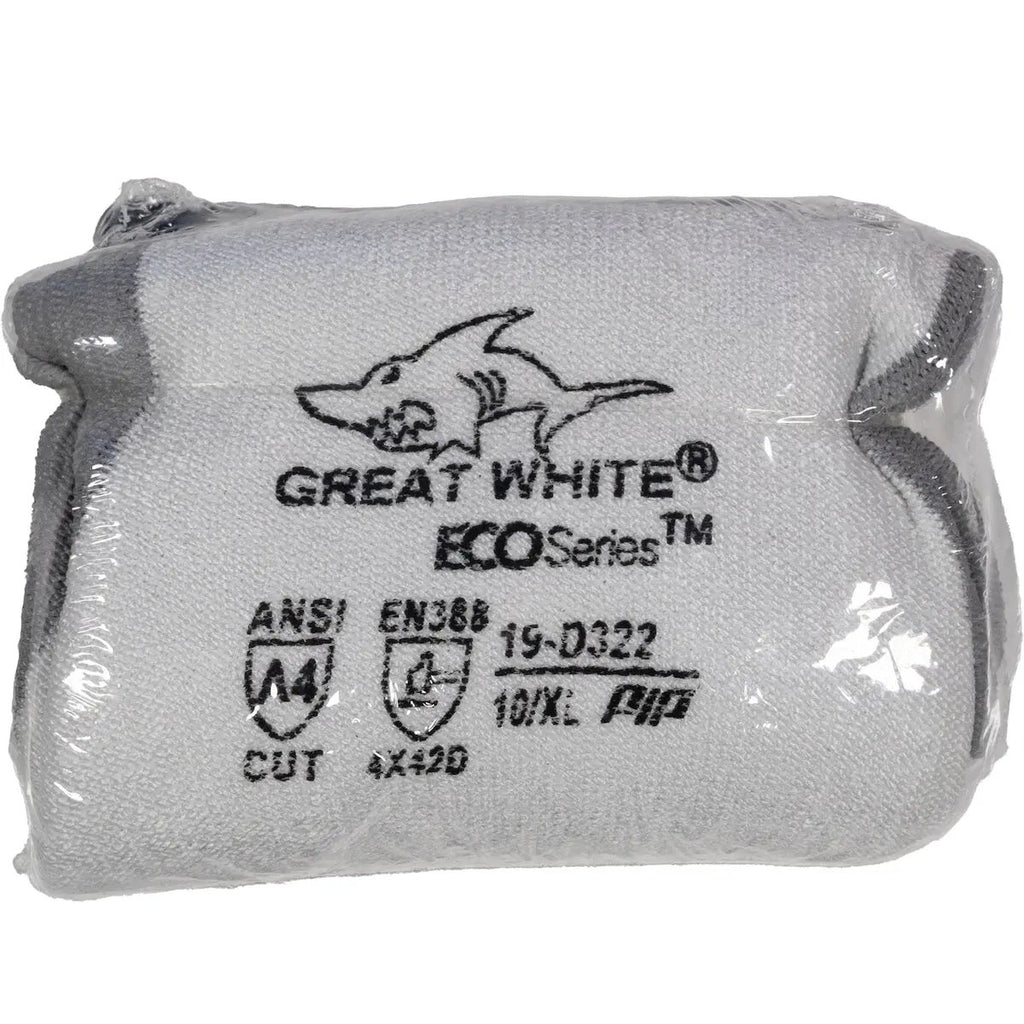 GREAT WHITE®
ECOSeries™
ANSI
A4
CUT
EN388
4X42D
19-D322
10/XL PIP